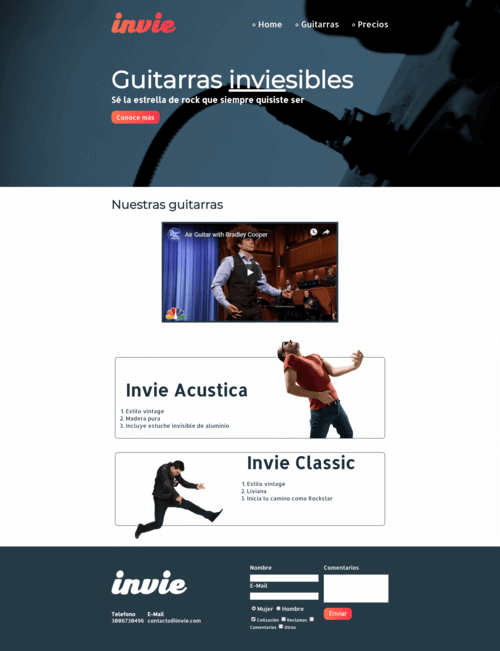 invie
Home
Guitarras
Precios
Guitarras inviesibles
Sé la estrella de rock que siempre quisiste ser
Conoce más
Nuestras guitarras
Air Guitar with Bradley Cooper
Invie Acustica
1. Estilo vintage
2. Madera pura
3. Incluye estuche invisible de aluminio
Invie Classic
1. Estilo vintage
2. Liviana
3. Inicia tu camino como Rockstar
invie
Telefono E-Mail
3006730496 contacto@invie.com
Nombre
E-Mail
Mujer Hombre
Cotización Reclamos
Comentarios Otros
Comentarios
Enviar